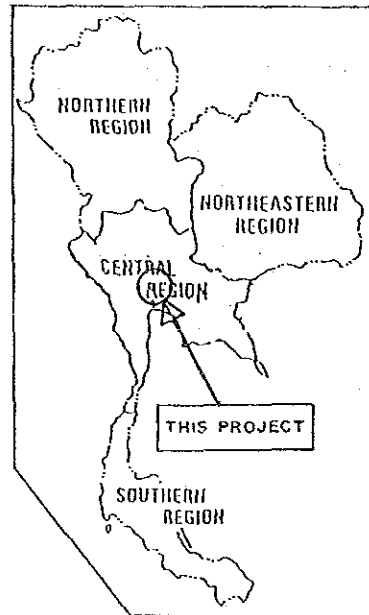 NORTHERN
REGION
NORTHEASTERN
REGION
CENTRAL
REGION
THIS PROJECT
SOUTHERN
REGION